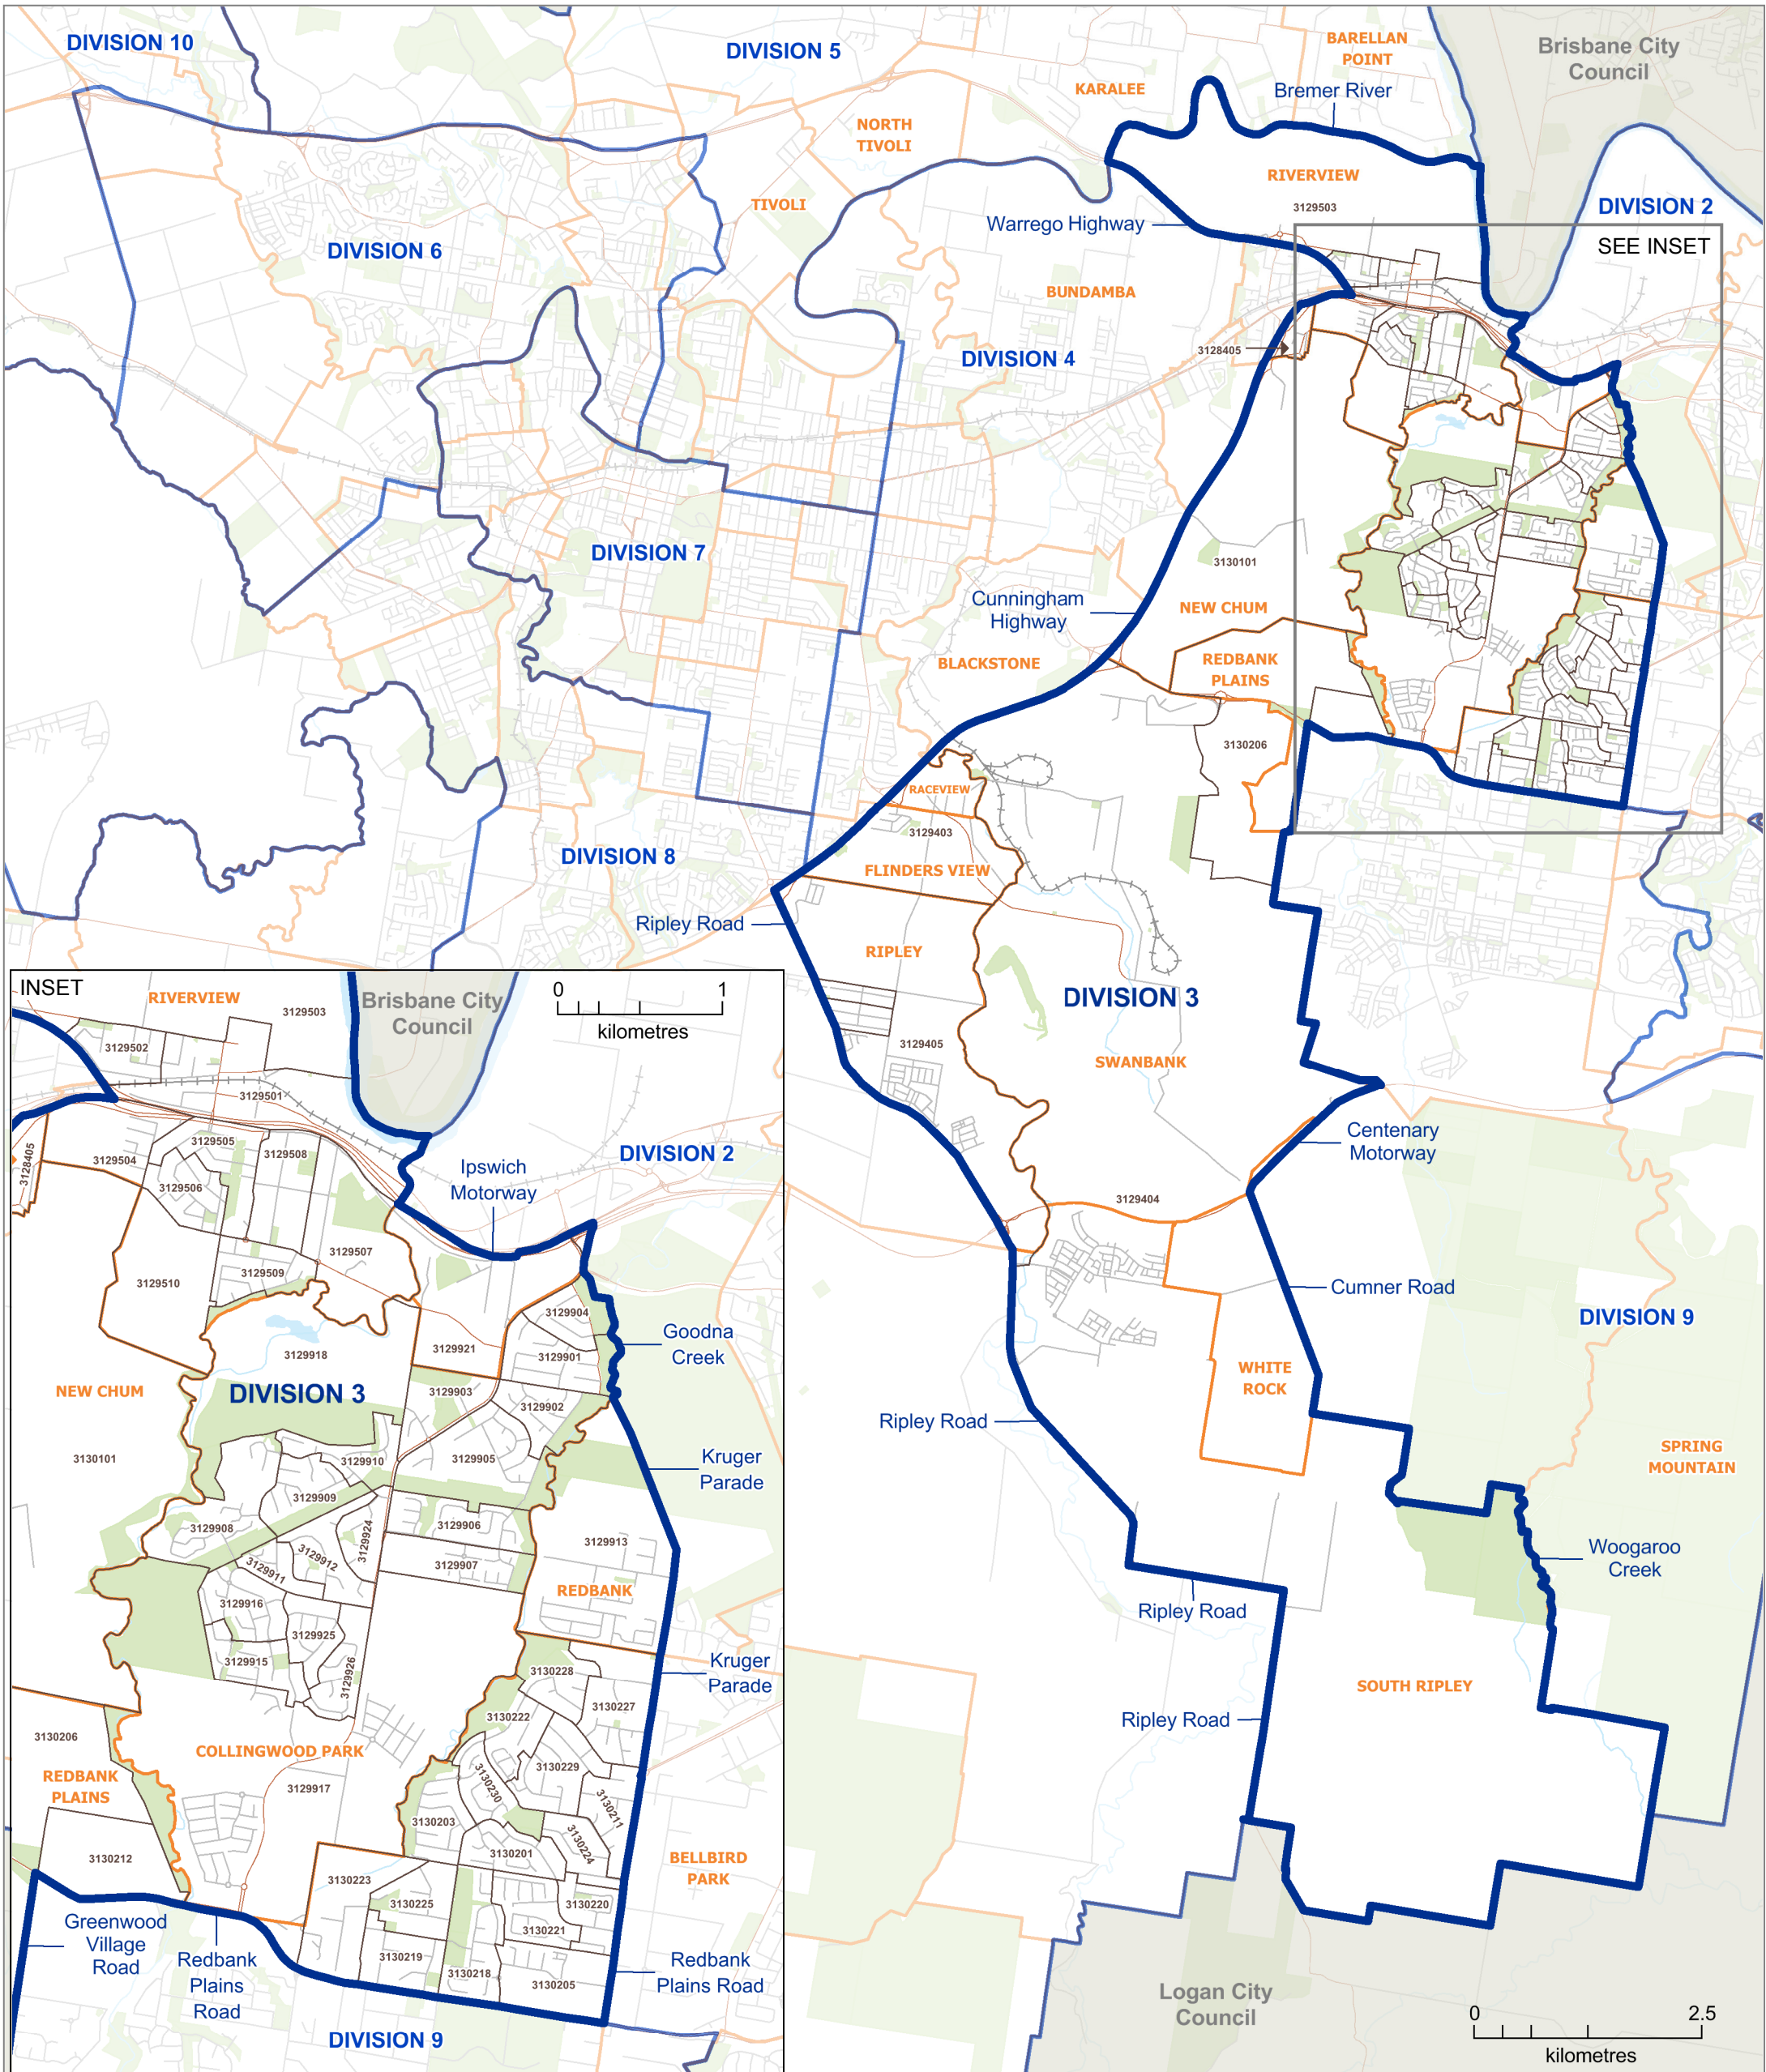 DIVISION 10
DIVISION 5
BARELLAN
POINT
Brisbane City
Council
KARALEE
Bremer River
NORTH
TIVOLI
RIVERVIEW
TIVOLI
3129503
DIVISION 2
Warrego Highway
SEE INSET
DIVISION 6
BUNDAMBA
3128405
DIVISION 4
DIVISION 7
3130101
Cunningham
Highway
NEW CHUM
BLACKSTONE
REDBANK
PLAINS
3130206
RACEVIEW
3129403
DIVISION 8
FLINDERS VIEW
Ripley Road
RIPLEY
DIVISION 3
3129405
SWANBANK
Centenary
Motorway
3129404
Cumner Road
DIVISION 9
WHITE
ROCK
Ripley Road
SPRING
MOUNTAIN
Woogaroo
Creek
Ripley Road
SOUTH RIPLEY
Ripley Road
Logan City
Council
0 2.5
kilometres
INSET
RIVERVIEW
3129503
Brisbane City
Council
0 1
kilometres
3129502
3129501
3128405
3129504
3129505
3129508
3129506
Ipswich
Motorway
DIVISION 2
3129507
3129510
3129509
3129904
3129918
3129921
3129901
Goodna
Creek
NEW CHUM
DIVISION 3
3129903
3129902
3130101
3129910
3129905
Kruger
Parade
3129909
3129908
3129924
3129906
3129913
3129911
3129912
3129907
REDBANK
3129916
3129925
3129915
3129926
3130228
Kruger
Parade
3130227
3130222
3130206
COLLINGWOOD PARK
3130229
REDBANK
PLAINS
3129917
3130230
3130211
3130203
3130224
3130212
3130201
BELLBIRD
PARK
3130223
3130225
3130220
3130221
Greenwood
Village
Road
Redbank
Plains
Road
3130219
3130218
3130205
Redbank
Plains Road
DIVISION 9